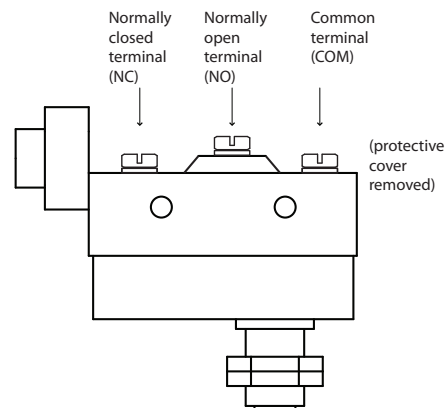 Normally
closed
terminal
(NC)
Normally
open
terminal
(NO)
Common
terminal
(COM)
(protective
cover
removed)